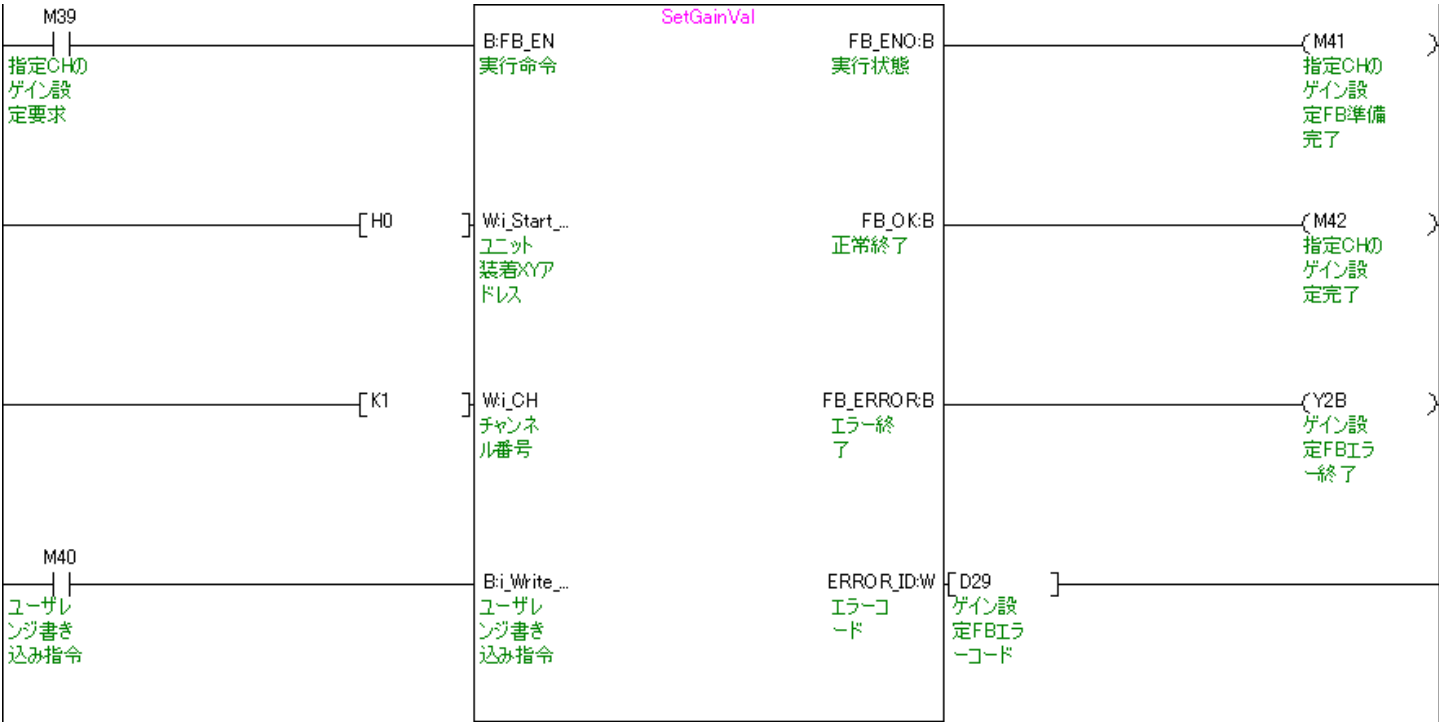 M39
指定CHの
ゲイン設
定要求
SetGainVal
B:FB_EN
実行命令
FB_ENO:B
実行状態
M41
指定CHの
ゲイン設
定FB準備
完了
H0
W:i_Start_...
ユニット
装着XYア
ドレス
FB_OK:B
正常終了
M42
指定CHの
ゲイン設
定完了
K1
W:i_CH
チャンネ
ル番号
FB_ERROR:B
エラー終
了
Y2B
ゲイン設
定FBエラ
ー終了
M40
ユーザレ
ンジ書き
込み指令
B:i_Write_...
ユーザレ
ンジ書き
込み指令
ERROR_ID:W
エラーコ
ード
D29
ゲイン設
定FBエラ
ーコード